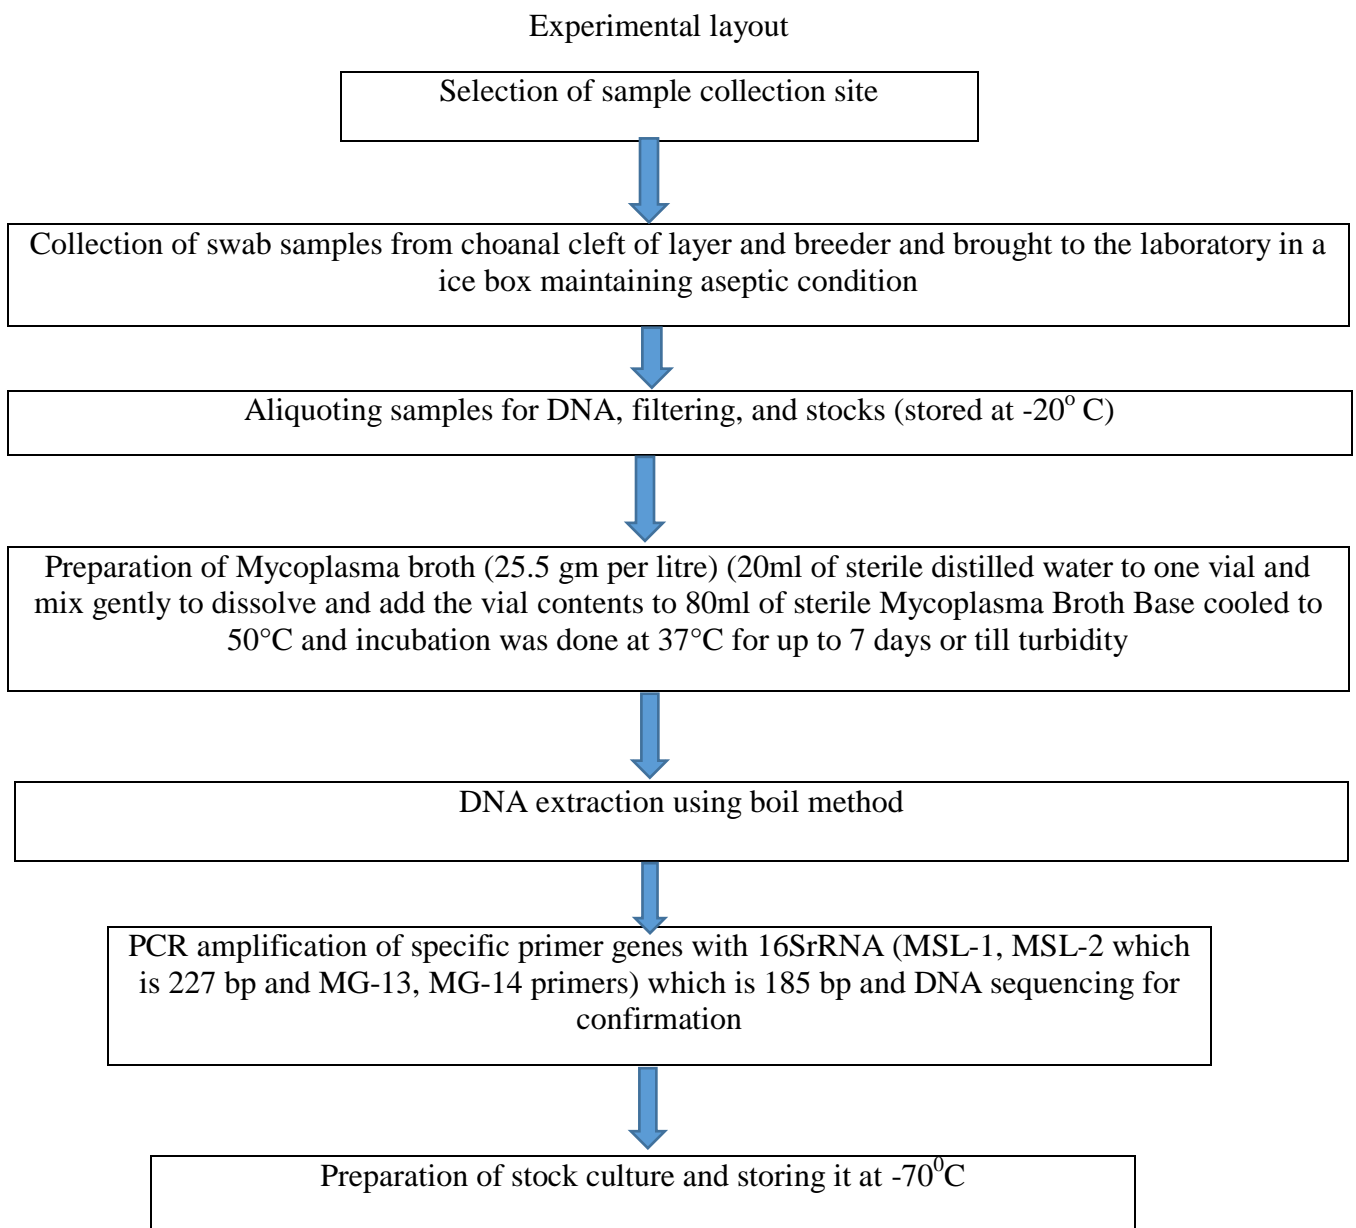 Experimental layout
Selection of sample collection site
Collection of swab samples from choanal cleft of layer and breeder and brought to the laboratory in a
ice box maintaining aseptic condition
Aliquoting samples for DNA, filtering, and stocks (stored at -20° C)
Preparation of Mycoplasma broth (25.5 gm per litre) (20ml of sterile distilled water to one vial and
mix gently to dissolve and add the vial contents to 80ml of sterile Mycoplasma Broth Base cooled to
50°C and incubation was done at 37°C for up to 7 days or till turbidity
DNA extraction using boil method
PCR amplification of specific primer genes with 16SrRNA (MSL-1, MSL-2 which
is 227 bp and MG-13, MG-14 primers) which is 185 bp and DNA sequencing for
confirmation
Preparation of stock culture and storing it at -70⁰C